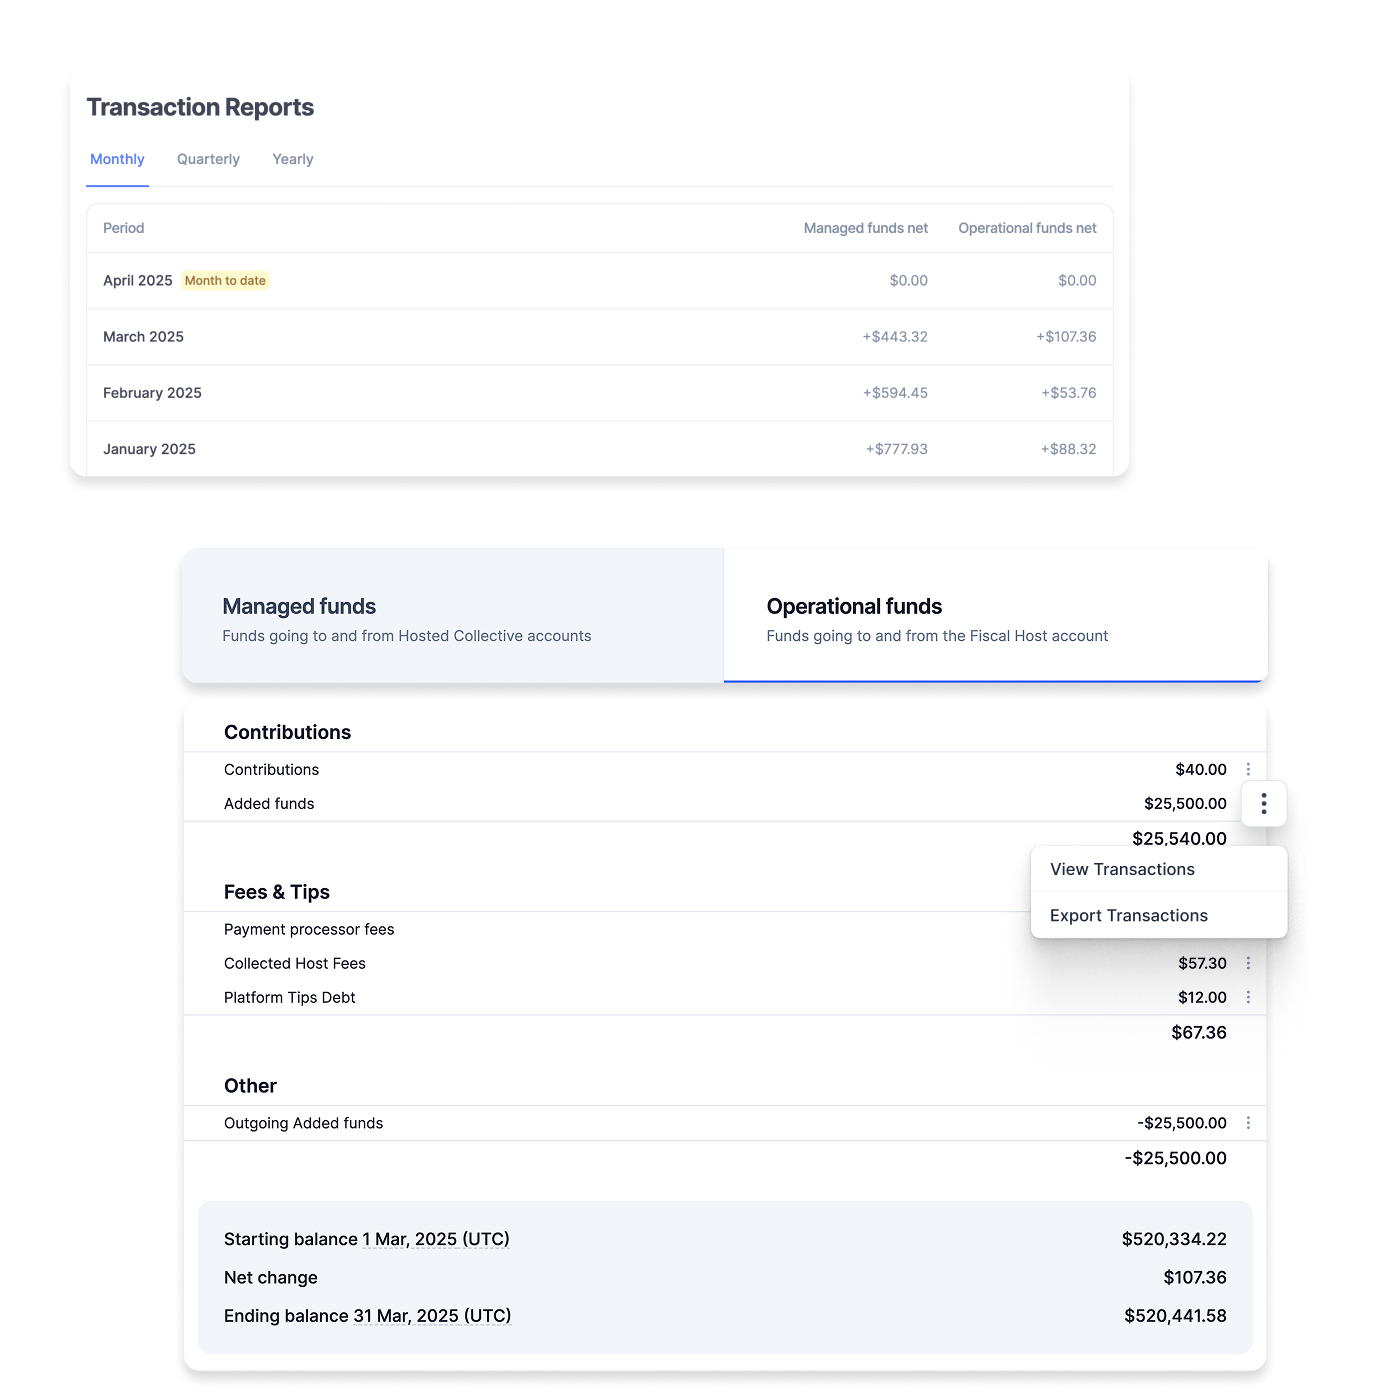 Transaction Reports
Monthly Quarterly Yearly
Period Managed funds net Operational funds net
April 2025 Month to date $0.00 $0.00
March 2025 +$443.32 +$107.36
February 2025 +$594.45 +$53.76
January 2025 +$777.93 +$88.32
Managed funds Operational funds
Funds going to and from Hosted Collective accounts Funds going to and from the Fiscal Host account
Contributions
Contributions $40.00
Added funds $25,500.00
$25,540.00
View Transactions
Fees & Tips
Export Transactions
Payment processor fees
Collected Host Fees $57.30
Platform Tips Debt $12.00
$67.36
Other
Outgoing Added funds -$25,500.00
-$25,500.00
Starting balance 1 Mar, 2025 (UTC) $520,334.22
Net change $107.36
Ending balance 31 Mar, 2025 (UTC) $520,441.58